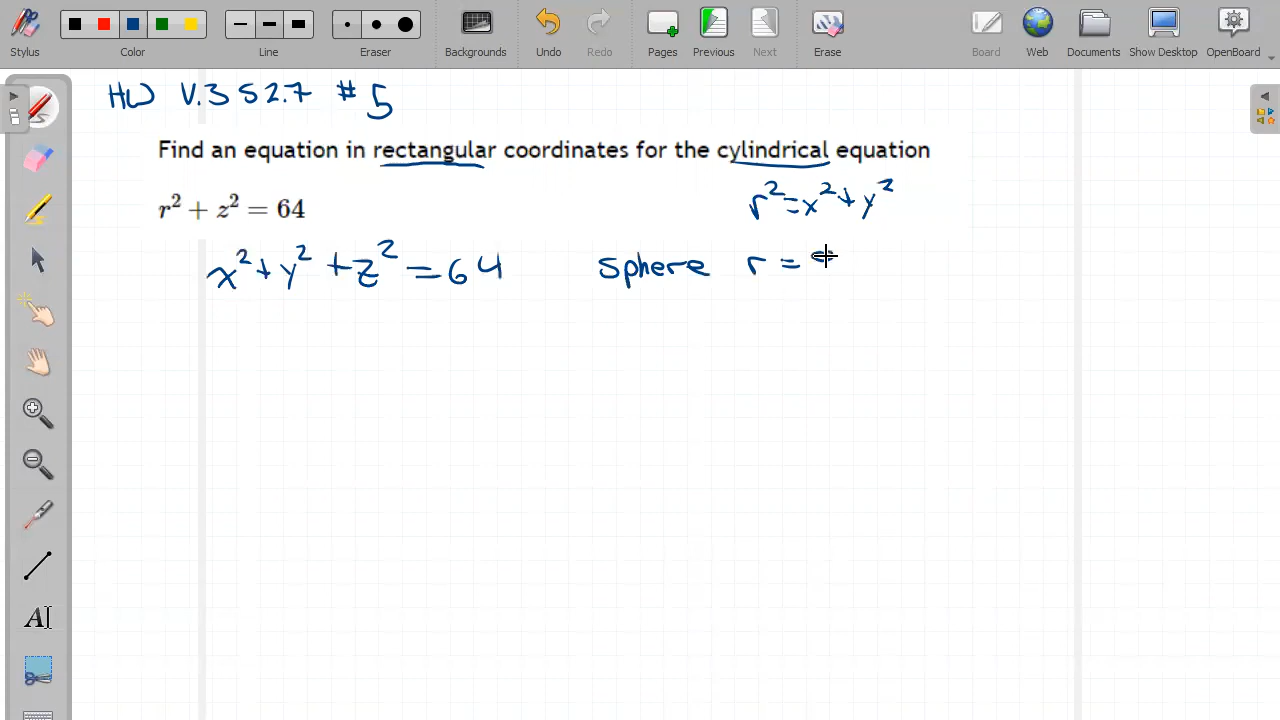 Stylus Color Line Eraser Backgrounds Undo Redo Pages Previous Next Erase Board Web Documents Show Desktop OpenBoard
HW V.3 S2.7 # 5
Find an equation in rectangular coordinates for the cylindrical equation
r² + z² = 64
r² = x² + y²
x² + y² + z² = 64
sphere r =
AI